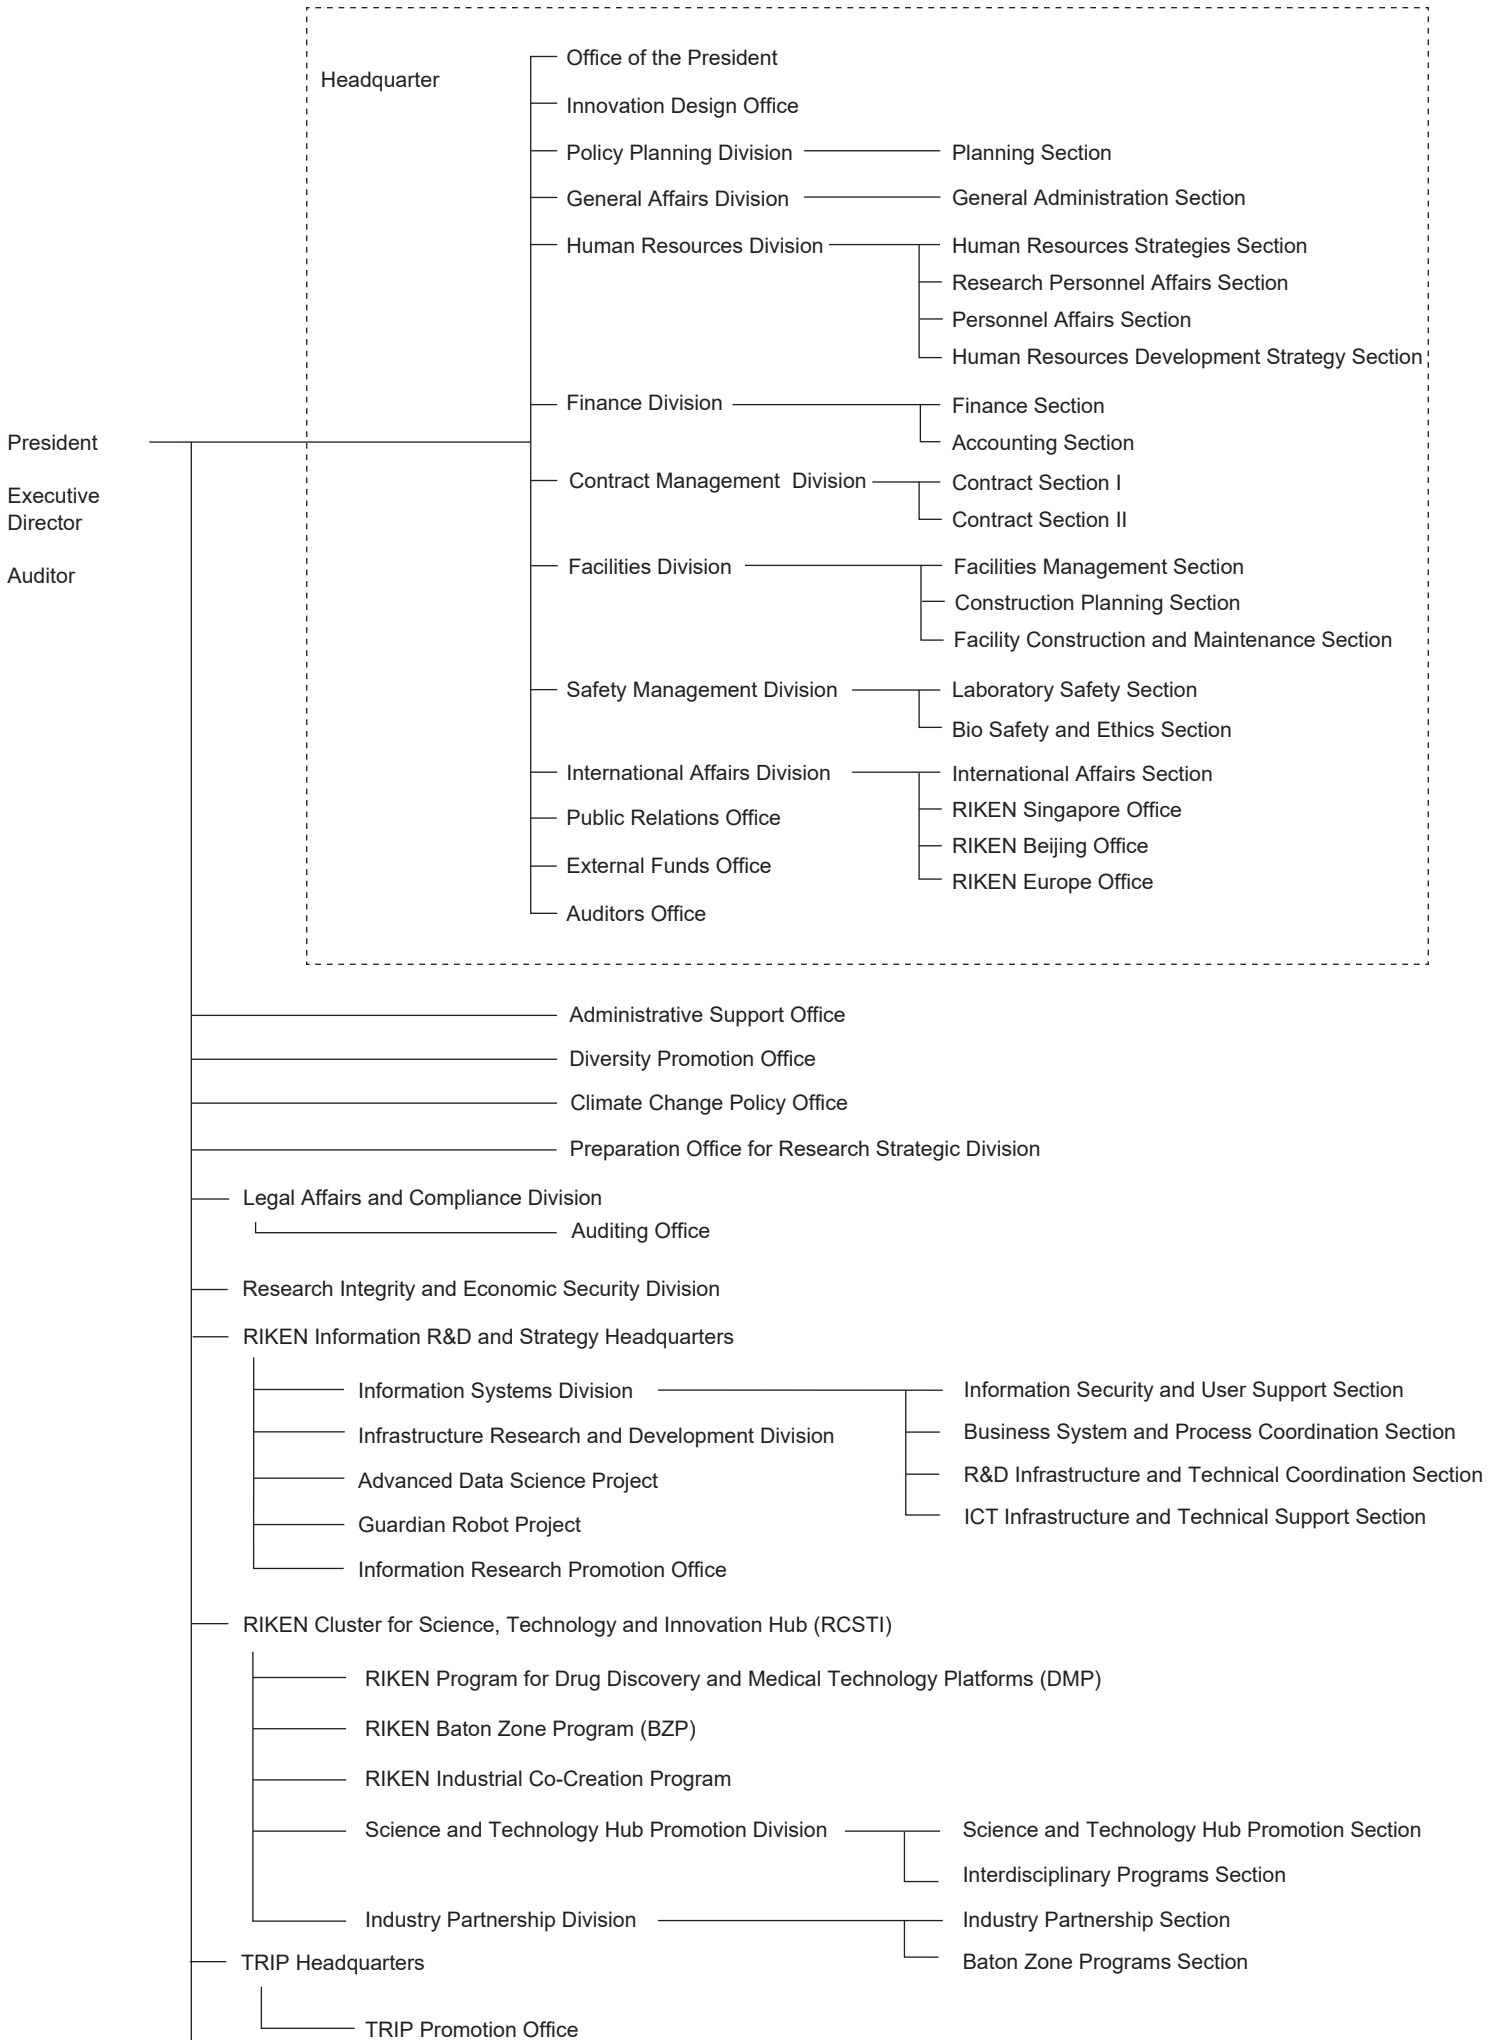 Headquarter
Office of the President
Innovation Design Office
Policy Planning Division
Planning Section
General Affairs Division
General Administration Section
Human Resources Division
Human Resources Strategies Section
Research Personnel Affairs Section
Personnel Affairs Section
Human Resources Development Strategy Section
Finance Division
Finance Section
Accounting Section
President
Executive
Director
Auditor
Contract Management  Division
Contract Section I
Contract Section II
Facilities Division
Facilities Management Section
Construction Planning Section
Facility Construction and Maintenance Section
Safety Management Division
Laboratory Safety Section
Bio Safety and Ethics Section
International Affairs Division
International Affairs Section
RIKEN Singapore Office
RIKEN Beijing Office
RIKEN Europe Office
Public Relations Office
External Funds Office
Auditors Office
Administrative Support Office
Diversity Promotion Office
Climate Change Policy Office
Preparation Office for Research Strategic Division
Legal Affairs and Compliance Division
Auditing Office
Research Integrity and Economic Security Division
RIKEN Information R&D and Strategy Headquarters
Information Systems Division
Information Security and User Support Section
Business System and Process Coordination Section
R&D Infrastructure and Technical Coordination Section
ICT Infrastructure and Technical Support Section
Infrastructure Research and Development Division
Advanced Data Science Project
Guardian Robot Project
Information Research Promotion Office
RIKEN Cluster for Science, Technology and Innovation Hub (RCSTI)
RIKEN Program for Drug Discovery and Medical Technology Platforms (DMP)
RIKEN Baton Zone Program (BZP)
RIKEN Industrial Co-Creation Program
Science and Technology Hub Promotion Division
Science and Technology Hub Promotion Section
Interdisciplinary Programs Section
Industry Partnership Division
Industry Partnership Section
Baton Zone Programs Section
TRIP Headquarters
TRIP Promotion Office